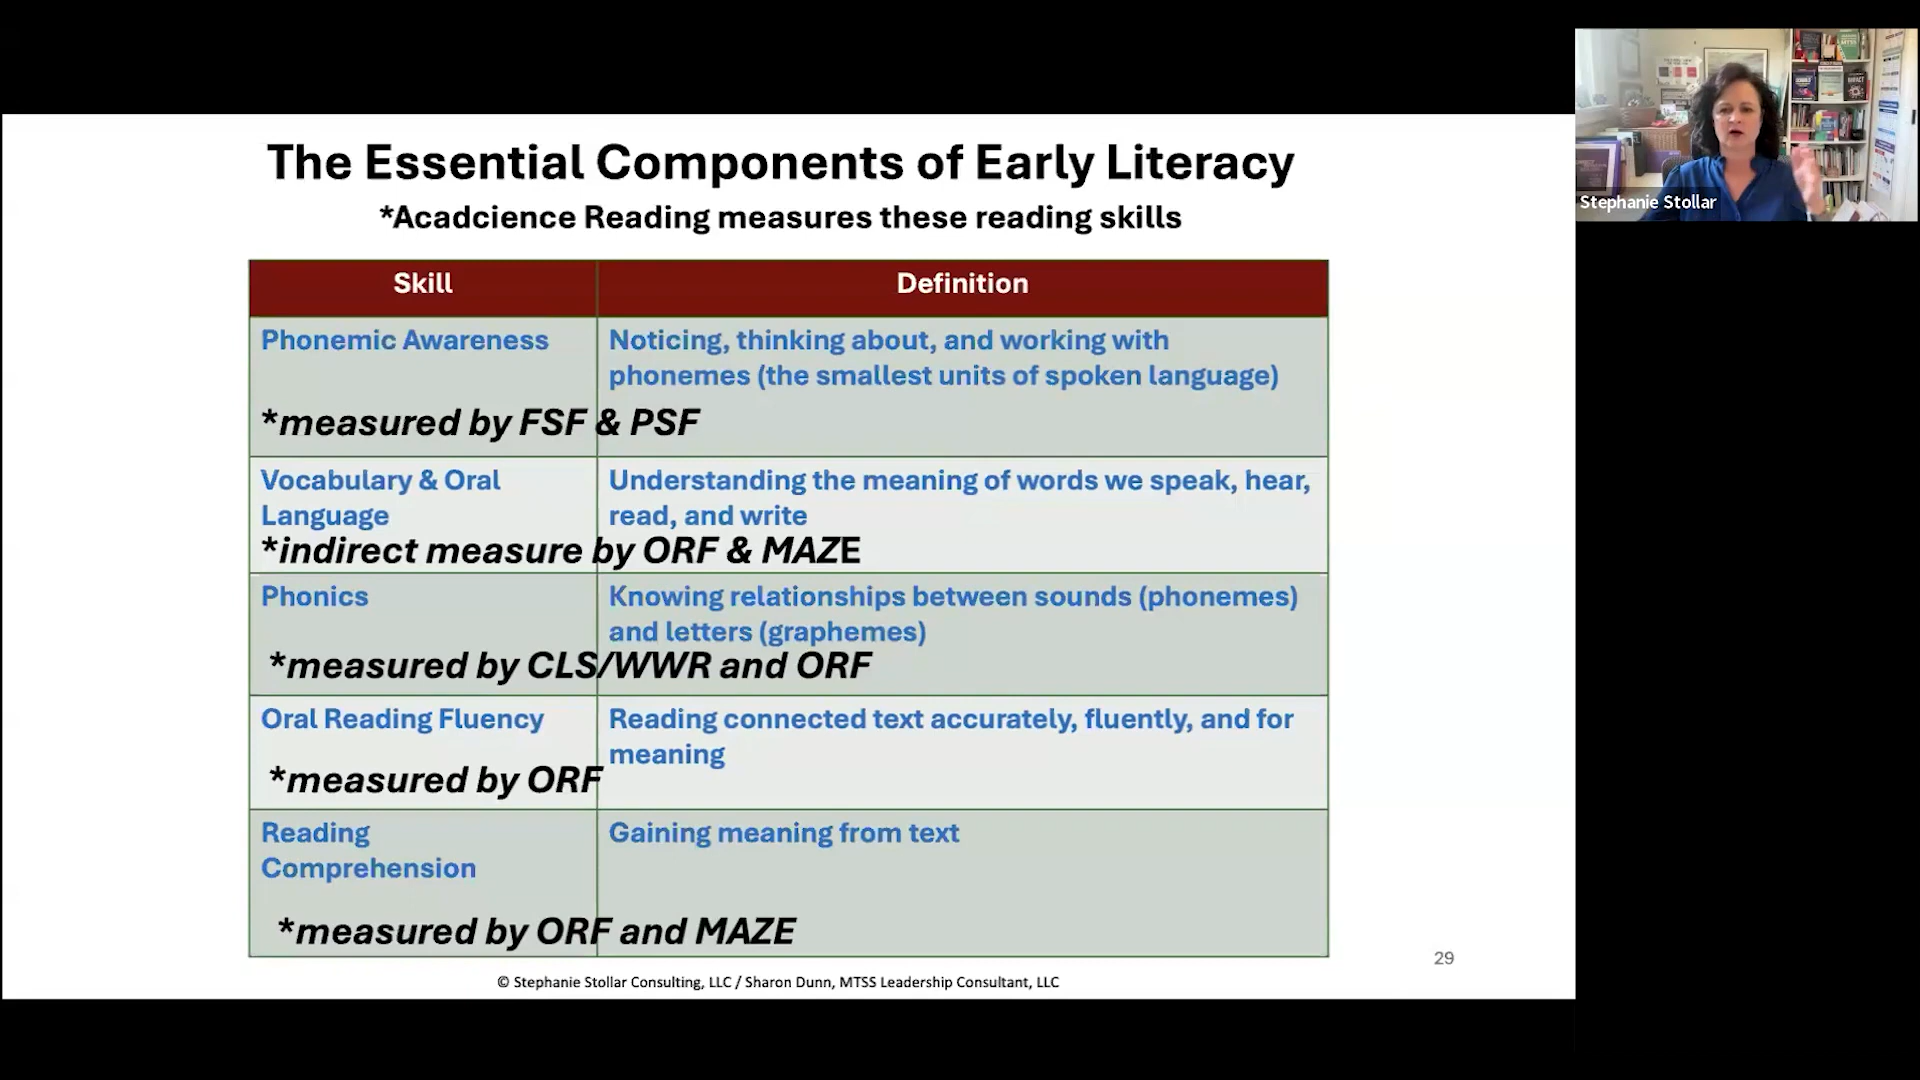 The Essential Components of Early Literacy
*Acadcience Reading measures these reading skills
Skill
Definition
Phonemic Awareness
Noticing, thinking about, and working with
phonemes (the smallest units of spoken language)
*measured by FSF & PSF
Vocabulary & Oral
Language
Understanding the meaning of words we speak, hear,
read, and write
*indirect measure by ORF & MAZE
Phonics
Knowing relationships between sounds (phonemes)
and letters (graphemes)
*measured by CLS/WWR and ORF
Oral Reading Fluency
Reading connected text accurately, fluently, and for
meaning
*measured by ORF
Reading
Comprehension
Gaining meaning from text
*measured by ORF and MAZE
29
© Stephanie Stollar Consulting, LLC / Sharon Dunn, MTSS Leadership Consultant, LLC
Stephanie Stollar